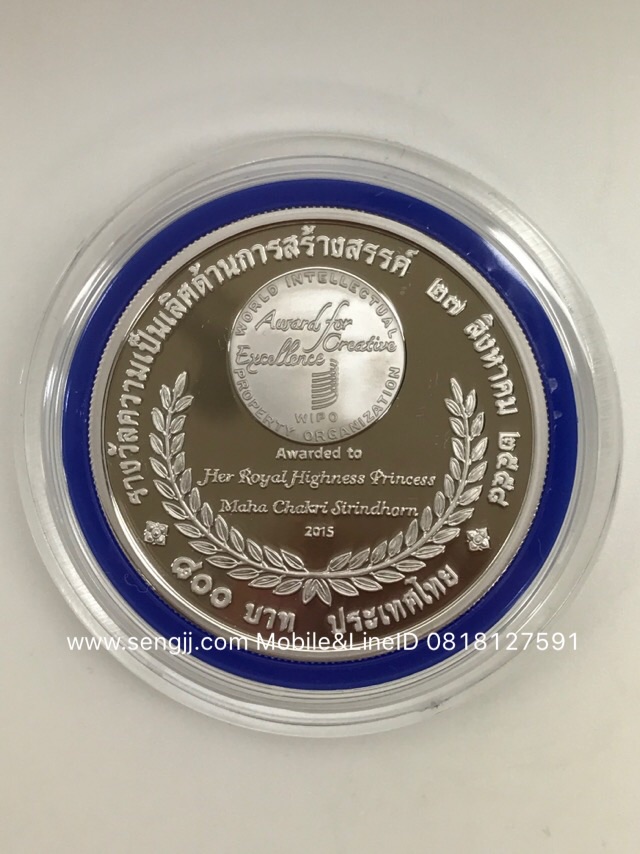 รางวัลความเป็นเลิศด้านการสร้างสรรค์ ๒๗ สิงหาคม ๒๕๕๘
WORLD INTELLECTUAL PROPERTY ORGANIZATION
Award for
Creative
Excellence
WIPO
Awarded to
Her Royal Highness Princess
Maha Chakri Sirindhorn
2015
๘๐๐ บาท ประเทศไทย
www.sengjj.com Mobile&LineID 0818127591